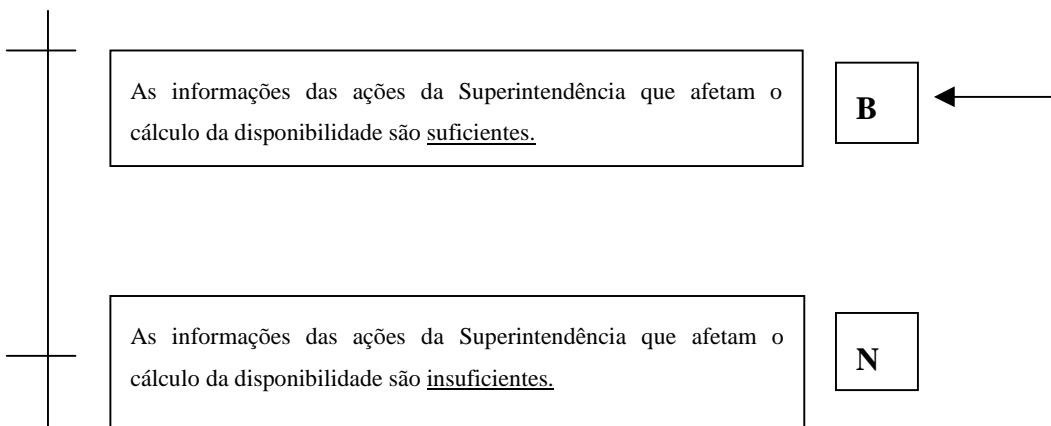 As informações das ações da Superintendência que afetam o
cálculo da disponibilidade são suficientes.
B
As informações das ações da Superintendência que afetam o
cálculo da disponibilidade são insuficientes.
N